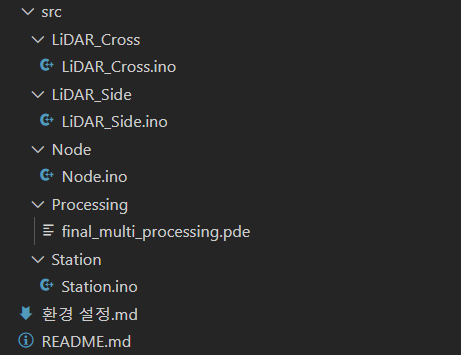 src
LiDAR_Cross
LiDAR_Cross.ino
LiDAR_Side
LiDAR_Side.ino
Node
Node.ino
Processing
final_multi_processing.pde
Station
Station.ino
환경 설정.md
README.md